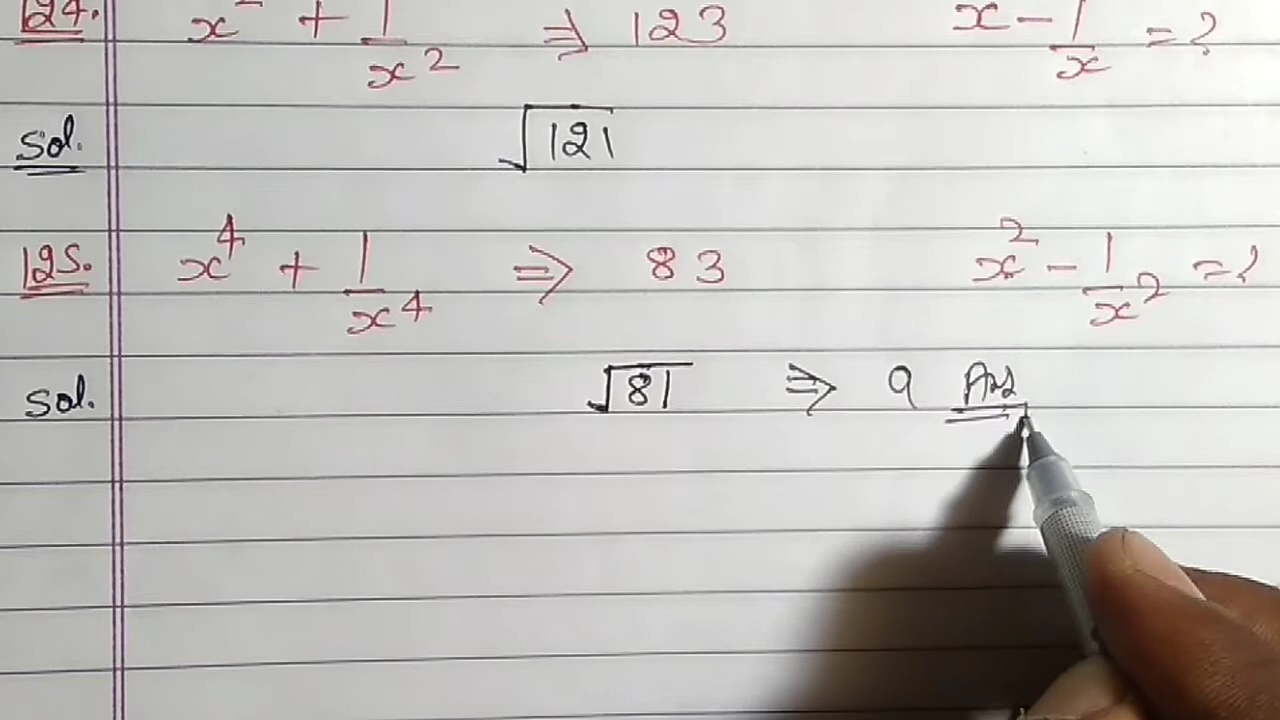 124. x² + 1/x² ⇒ 123 x - 1/x = ?
Sol. √121
125. x⁴ + 1/x⁴ ⇒ 83 x² - 1/x² = ?
Sol. √81 ⇒ 9 Ans